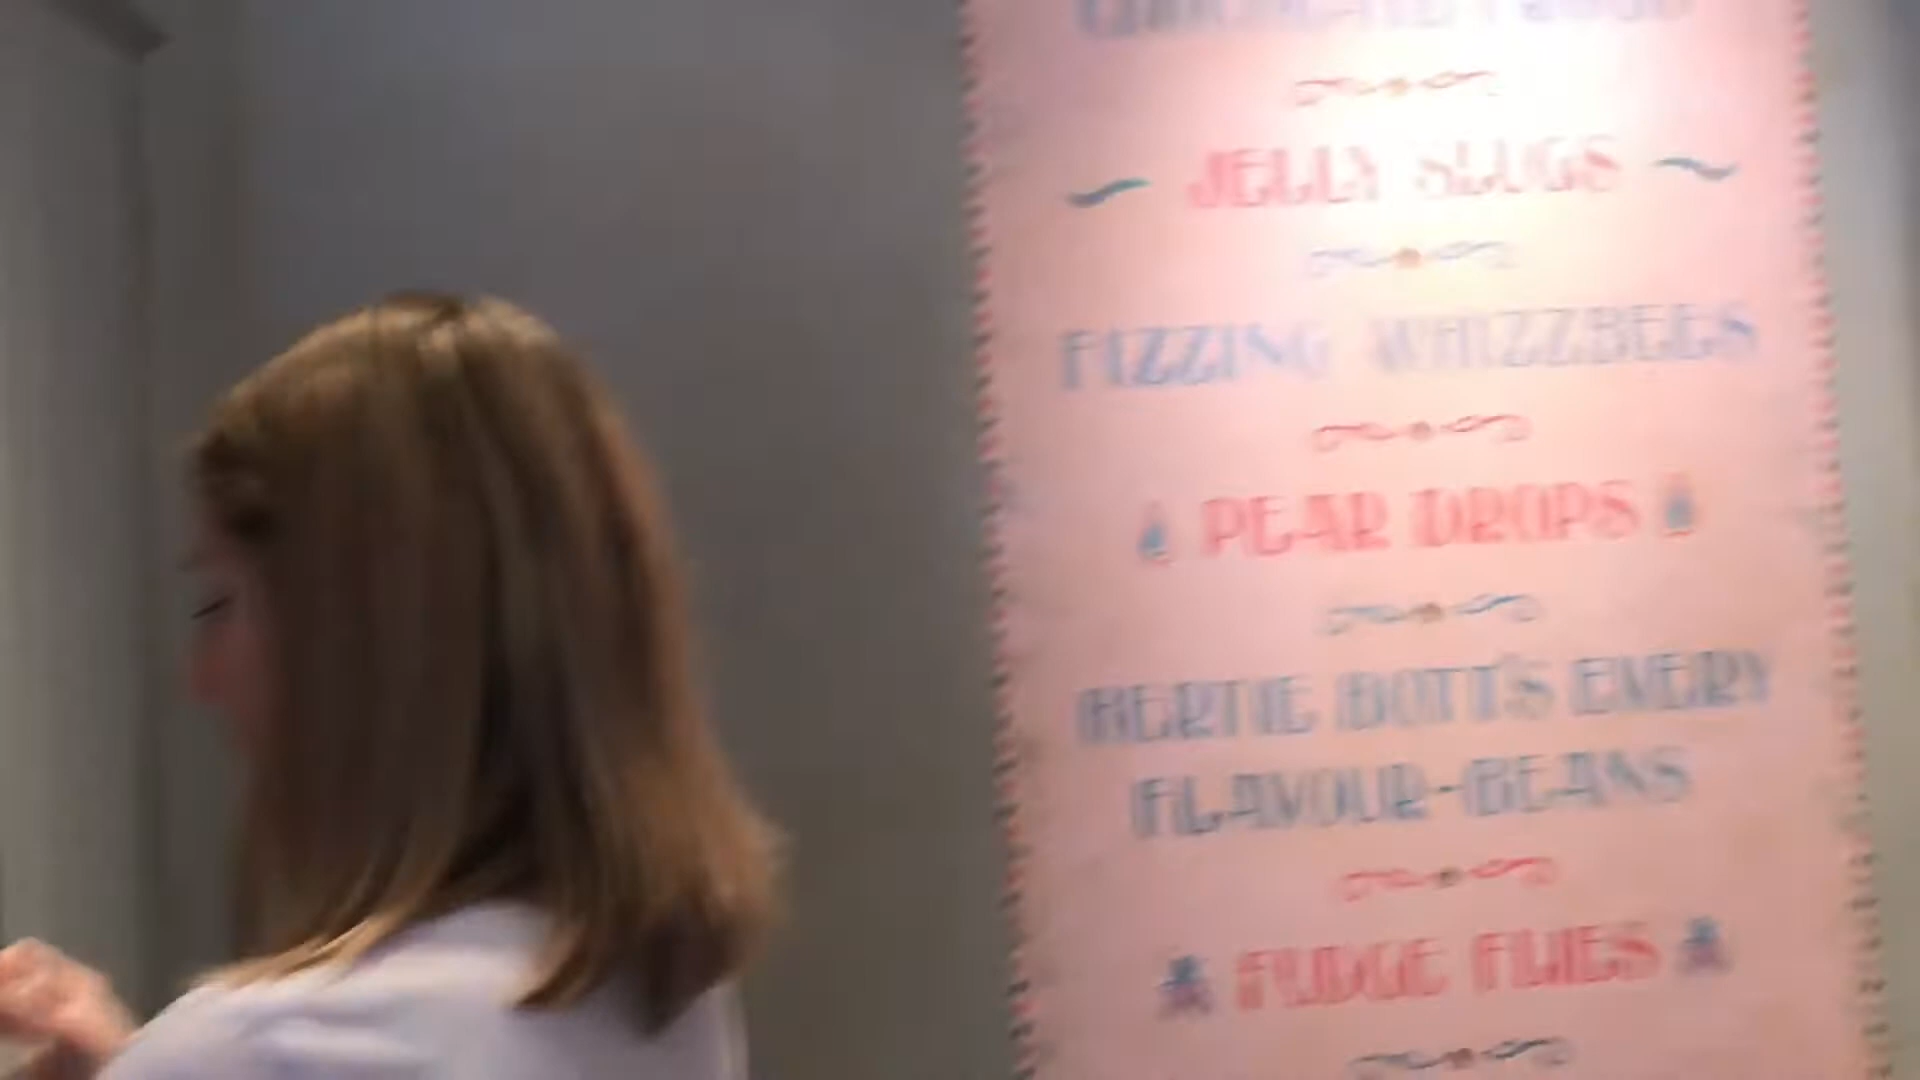 JELLY SLUGS
FIZZING WHIZZBEES
PEAR DROPS
BERTIE BOTT'S EVERY
FLAVOUR-BEANS
FUDGE FLIES